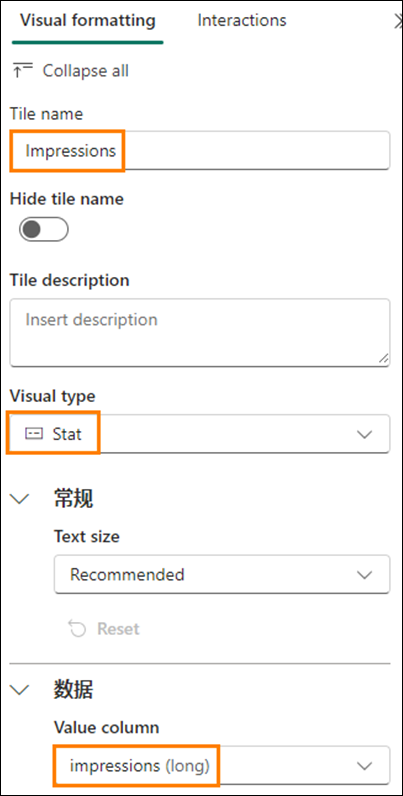 Visual formatting Interactions
Collapse all
Tile name
Impressions
Hide tile name
Tile description
Insert description
Visual type
Stat
常规
Text size
Recommended
Reset
数据
Value column
impressions (long)